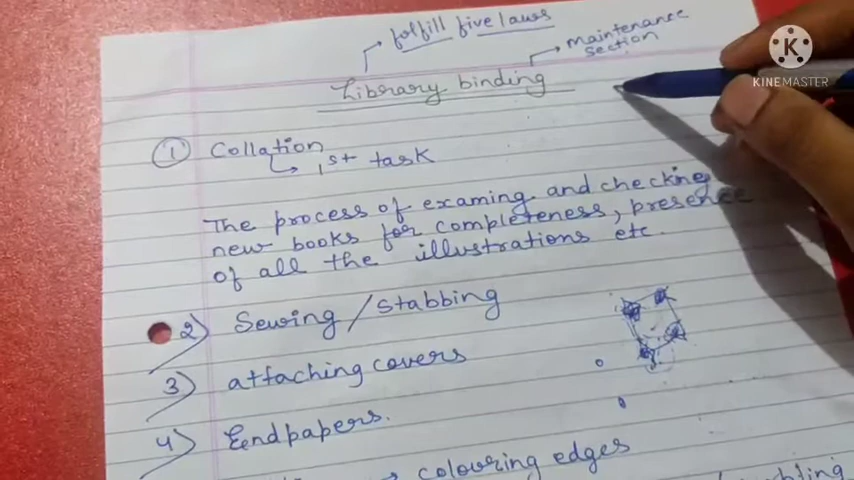 folfill five laws
maintenance section
Library binding
KINEMASTER
① Collation
1st task
The process of examing and checking
new books for completeness, presence
of all the illustrations etc.
2) Sewing / stabbing
3) attaching covers
4) Endpapers.
colouring edges